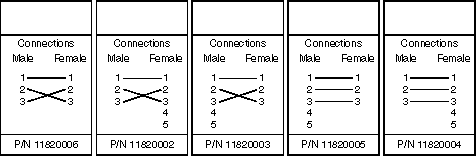 Connections
Male Female
1 1
2 2
3 3
P/N 11820006
Connections
Male Female
1 1
2 2
3 3
4
5
P/N 11820002
Connections
Male Female
1 1
2 2
3 3
4
5
P/N 11820003
Connections
Male Female
1 1
2 2
3 3
4
5
P/N 11820005
Connections
Male Female
1 1
2 2
3 3
4
5
P/N 11820004